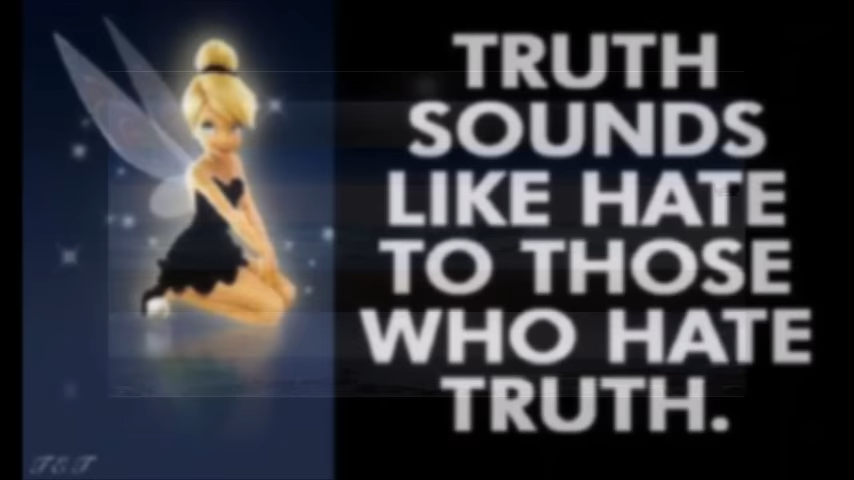 TRUTH
SOUNDS
LIKE HATE
TO THOSE
WHO HATE
TRUTH.
T&T